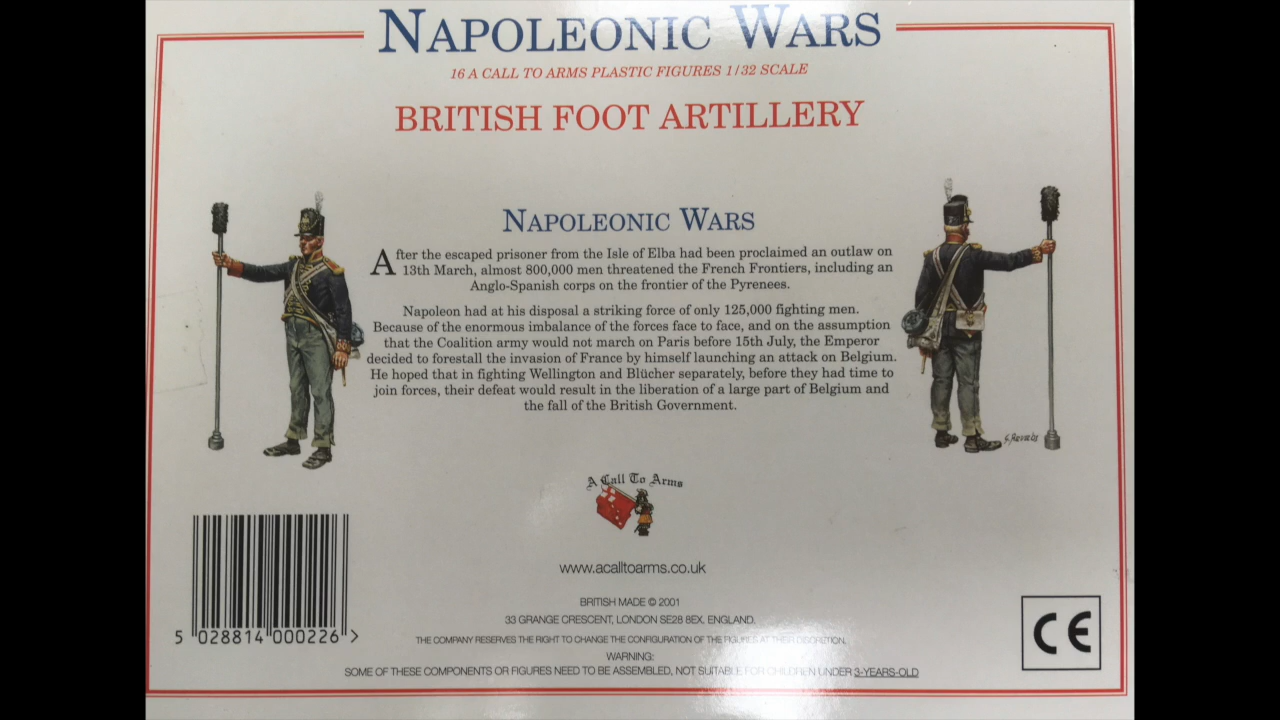 NAPOLEONIC WARS
16 A CALL TO ARMS PLASTIC FIGURES 1/32 SCALE
BRITISH FOOT ARTILLERY
NAPOLEONIC WARS
After the escaped prisoner from the Isle of Elba had been proclaimed an outlaw on
13th March, almost 800,000 men threatened the French Frontiers, including an
Anglo-Spanish corps on the frontier of the Pyrenees.
Napoleon had at his disposal a striking force of only 125,000 fighting men.
Because of the enormous imbalance of the forces face to face, and on the assumption
that the Coalition army would not march on Paris before 15th July, the Emperor
decided to forestall the invasion of France by himself launching an attack on Belgium.
He hoped that in fighting Wellington and Blücher separately, before they had time to
join forces, their defeat would result in the liberation of a large part of Belgium and
the fall of the British Government.
A Call To Arms
www.acalltoarms.co.uk
BRITISH MADE © 2001
33 GRANGE CRESCENT, LONDON SE28 8EX. ENGLAND.
THE COMPANY RESERVES THE RIGHT TO CHANGE THE CONFIGURATION OF THE FIGURES AT THEIR DISCRETION.
WARNING:
SOME OF THESE COMPONENTS OR FIGURES NEED TO BE ASSEMBLED, NOT SUITABLE FOR CHILDREN UNDER 3-YEARS-OLD
5 028814 000226 >
CE